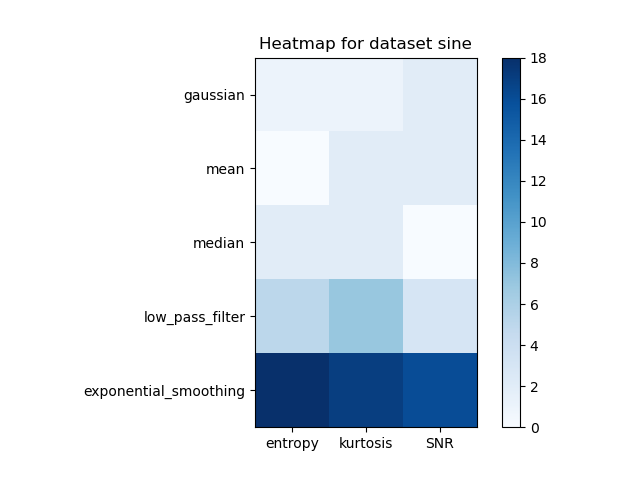 Heatmap for dataset sine
gaussian
mean
median
low_pass_filter
exponential_smoothing
entropy kurtosis SNR
18
16
14
12
10
8
6
4
2
0